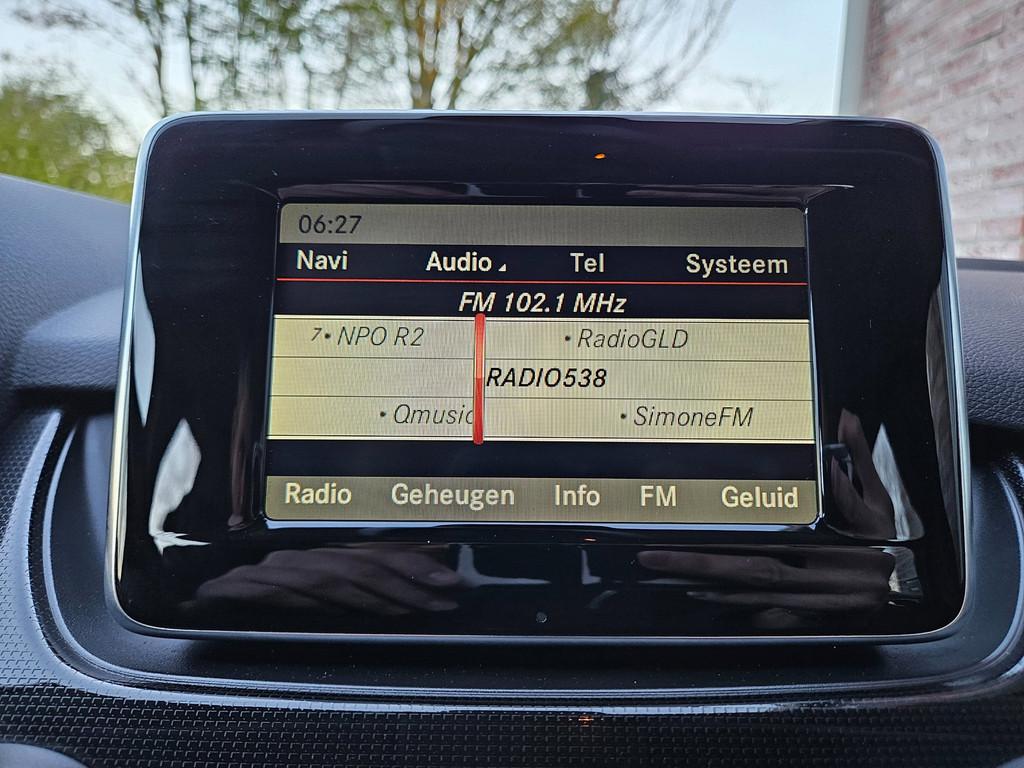 06:27
Navi Audio Tel Systeem
FM 102.1 MHz
7• NPO R2 • RadioGLD
RADIO538
• Qmusic • SimoneFM
Radio Geheugen Info FM Geluid